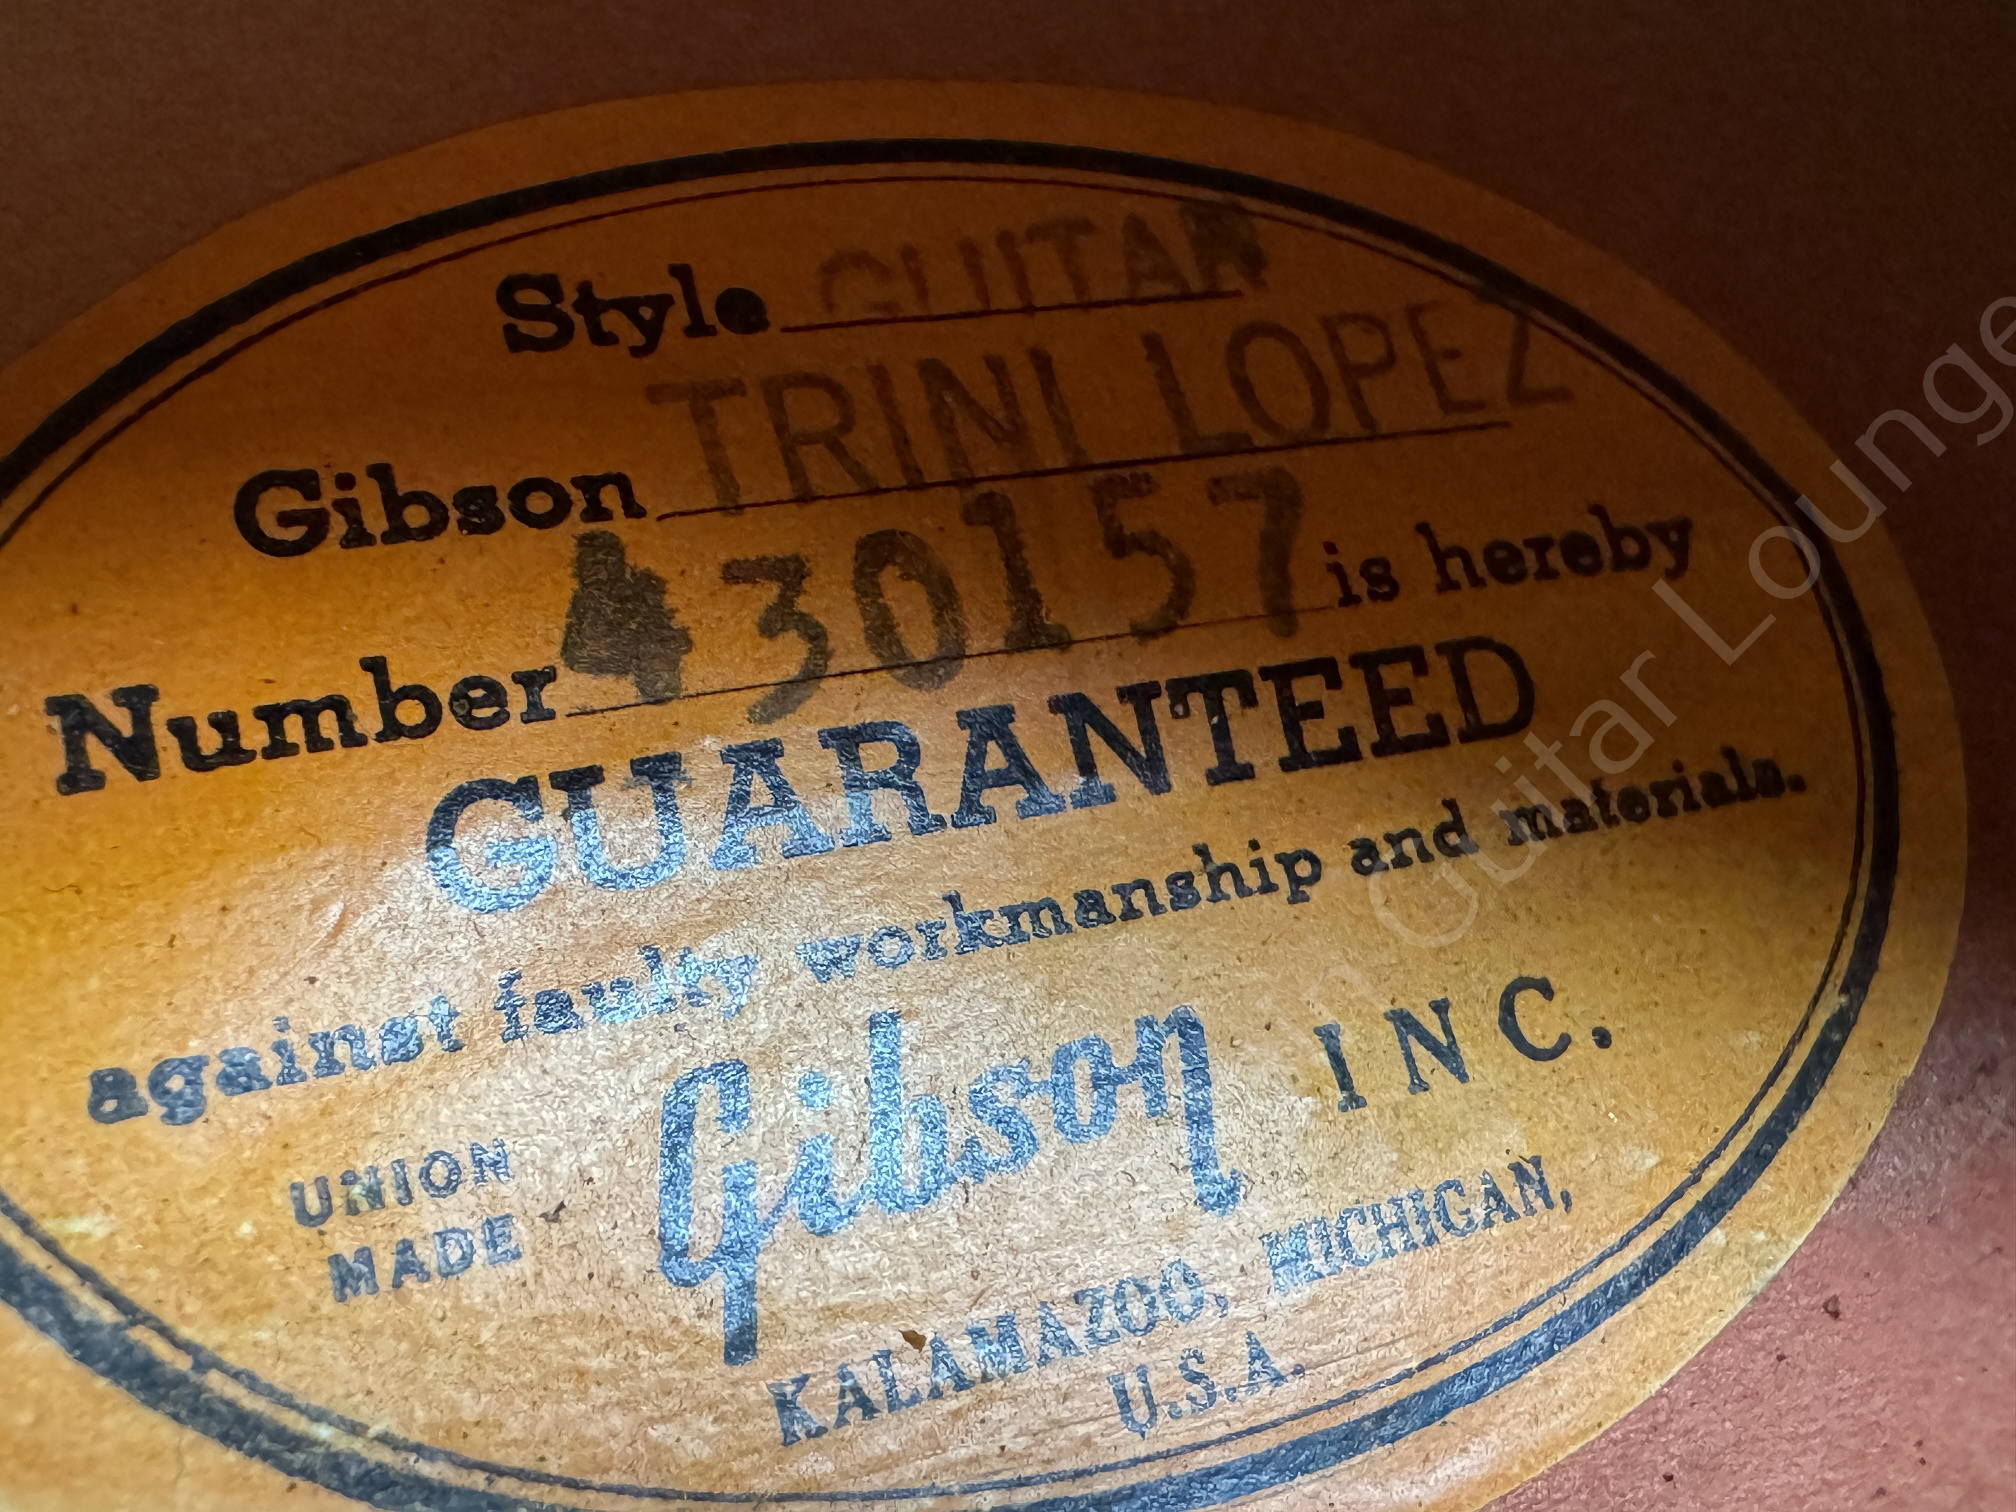 Style GUITAR
Gibson TRINI LOPEZ
Number 430157 is hereby
GUARANTEED
against faulty workmanship and materials.
UNION
MADE
Gibson INC.
KALAMAZOO, MICHIGAN,
U.S.A.
Guitar Lounge